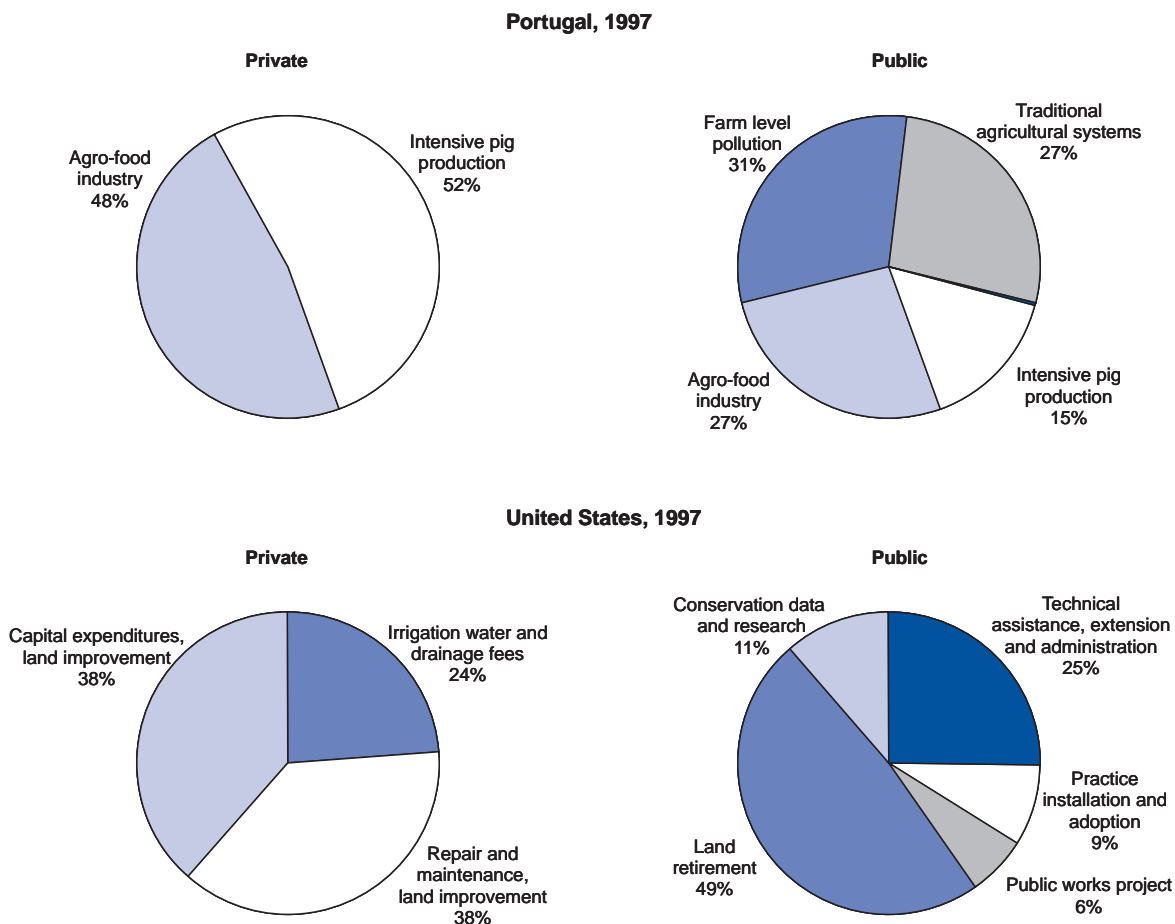 Portugal, 1997
Private
Agro-food
industry
48%
Intensive pig
production
52%
Public
Farm level
pollution
31%
Traditional
agricultural systems
27%
Agro-food
industry
27%
Intensive pig
production
15%
United States, 1997
Private
Capital expenditures,
land improvement
38%
Irrigation water and
drainage fees
24%
Repair and
maintenance,
land improvement
38%
Public
Conservation data
and research
11%
Technical
assistance, extension
and administration
25%
Practice
installation and
adoption
9%
Land
retirement
49%
Public works project
6%